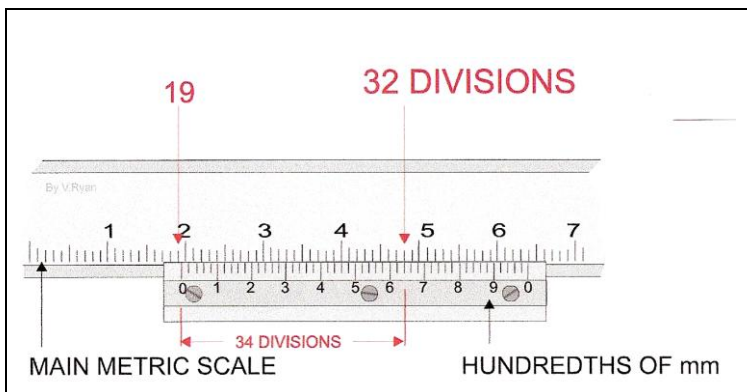 19 32 DIVISIONS
By V.Ryan
1 2 3 4 5 6 7
0 1 2 3 4 5 6 7 8 9 0
34 DIVISIONS
MAIN METRIC SCALE HUNDREDTHS OF mm